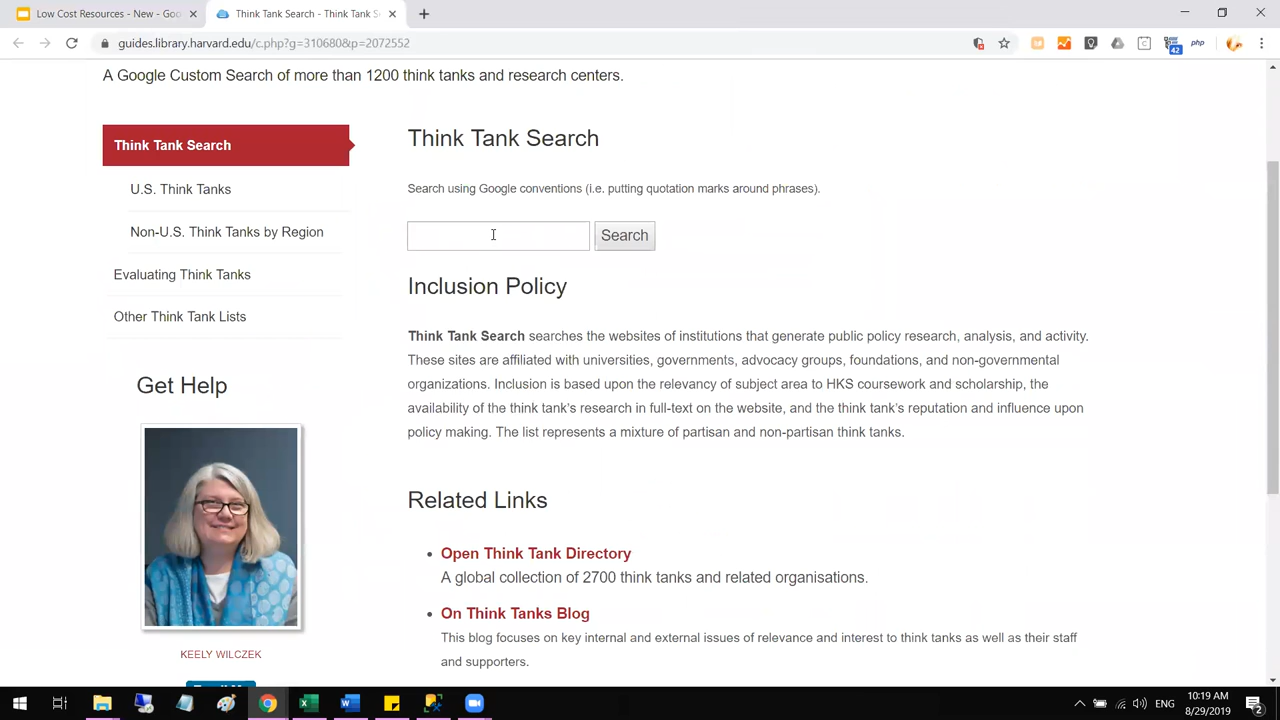 Low Cost Resources - New - Goo
Think Tank Search - Think Tank S
guides.library.harvard.edu/c.php?g=310680&p=2072552
42
php
A Google Custom Search of more than 1200 think tanks and research centers.
Think Tank Search
U.S. Think Tanks
Non-U.S. Think Tanks by Region
Evaluating Think Tanks
Other Think Tank Lists
Get Help
KEELY WILCZEK
Think Tank Search
Search using Google conventions (i.e. putting quotation marks around phrases).
Search
Inclusion Policy
Think Tank Search searches the websites of institutions that generate public policy research, analysis, and activity.
These sites are affiliated with universities, governments, advocacy groups, foundations, and non-governmental
organizations. Inclusion is based upon the relevancy of subject area to HKS coursework and scholarship, the
availability of the think tank's research in full-text on the website, and the think tank's reputation and influence upon
policy making. The list represents a mixture of partisan and non-partisan think tanks.
Related Links
• Open Think Tank Directory
A global collection of 2700 think tanks and related organisations.
• On Think Tanks Blog
This blog focuses on key internal and external issues of relevance and interest to think tanks as well as their staff
and supporters.
ENG
10:19 AM
8/29/2019
2